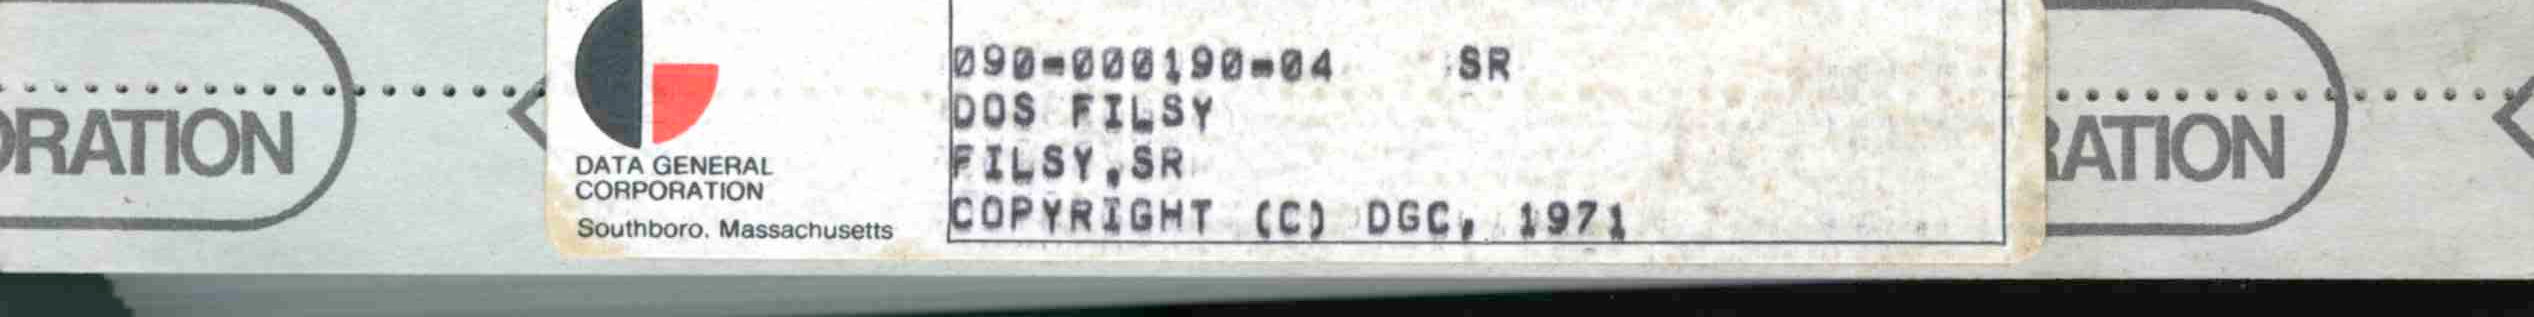 ORATION
DATA GENERAL
CORPORATION
Southboro. Massachusetts
090-000190-04 SR
DOS FILSY
FILSY.SR
COPYRIGHT (C) DGC, 1971
RATION